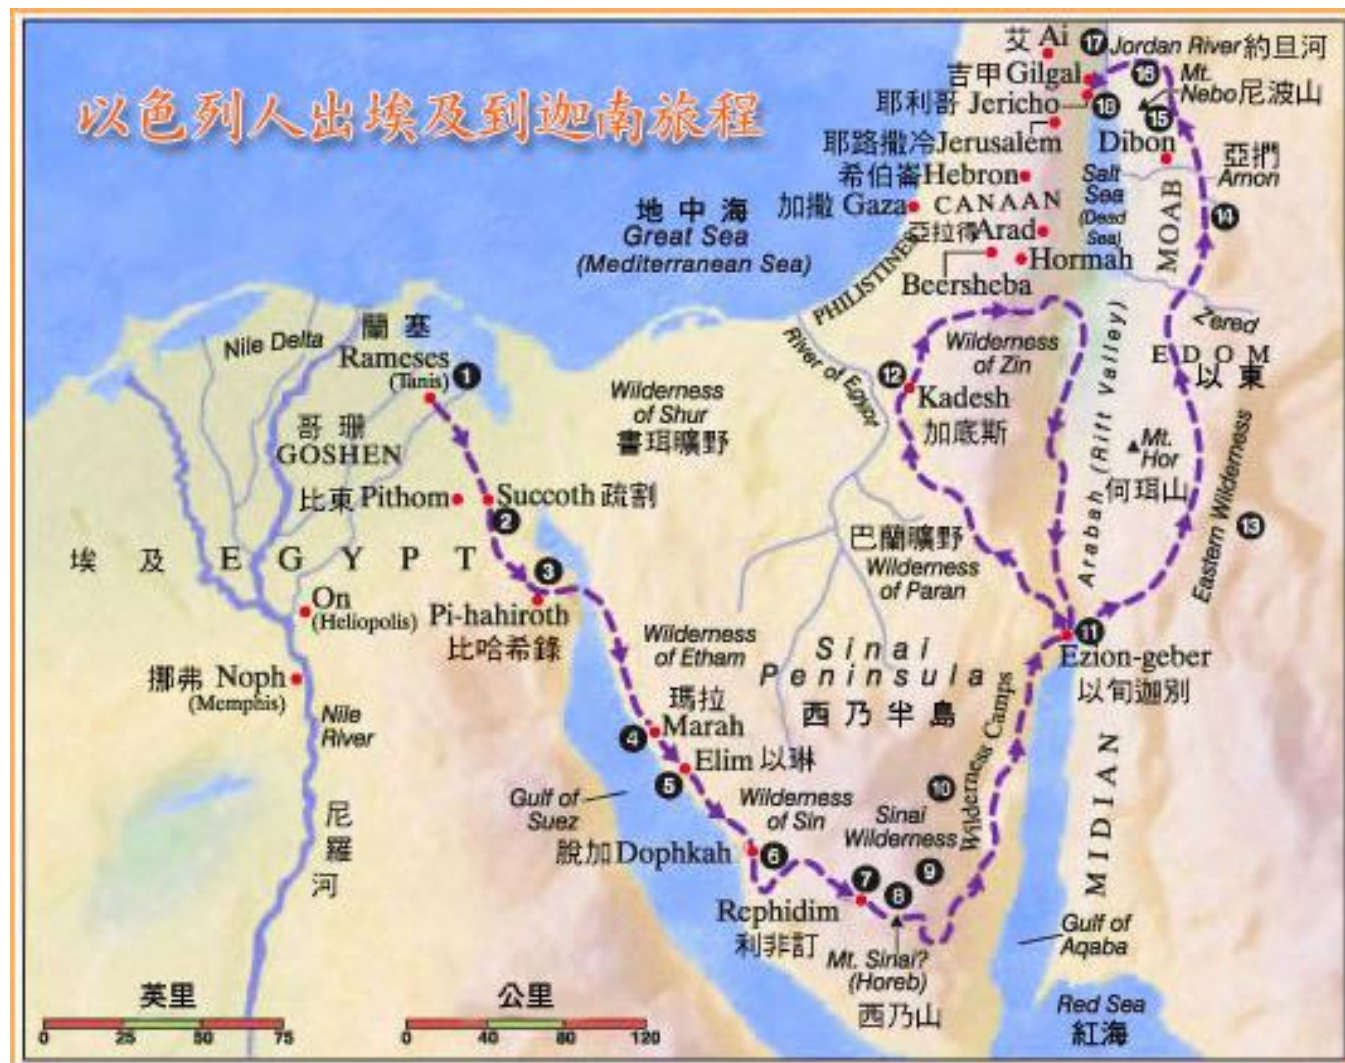 以色列人出埃及到迦南旅程
艾 Ai
17 Jordan River 約旦河
吉甲 Gilgal
16
Mt.
Nebo 尼波山
耶利哥 Jericho
16
15
耶路撒冷 Jerusalem
Dibon
亞捫
Arnon
希伯崙 Hebron
Salt
Sea
(Dead
Sea)
MOAB
14
地 中 海
Great Sea
(Mediterranean Sea)
加撒 Gaza
CANAAN
亞拉得 Arad
Hormah
Beersheba
PHILISTINES
Zered
EDOM
以 東
Nile Delta
蘭 塞
Rameses
(Tanis)
1
哥 珊
GOSHEN
Wilderness
of Shur
書珥曠野
River of Egypt
Wilderness
of Zin
12
Kadesh
加底斯
Arabah (Rift Valley)
Mt.
Hor
何珥山
Eastern Wilderness
13
比東 Pithom
Succoth 疏割
2
埃 及 EGYPT
3
Pi-hahiroth
比哈希錄
On
(Heliopolis)
巴蘭曠野
Wilderness
of Paran
挪弗 Noph
(Memphis)
Nile
River
尼羅河
Wilderness
of Etham
Sinai
Peninsula
西 乃 半 島
11
Ezion-geber
以旬迦別
瑪拉
Marah
4
Elim 以琳
5
Gulf of
Suez
Wilderness
of Sin
脫加 Dophkah
6
10
Sinai
Wilderness
Wilderness Camps
9
7
8
Rephidim
利非訂
Mt. Sinai?
(Horeb)
西乃山
MIDIAN
Gulf of
Aqaba
Red Sea
紅海
英里
0 25 50 75
公里
0 40 80 120